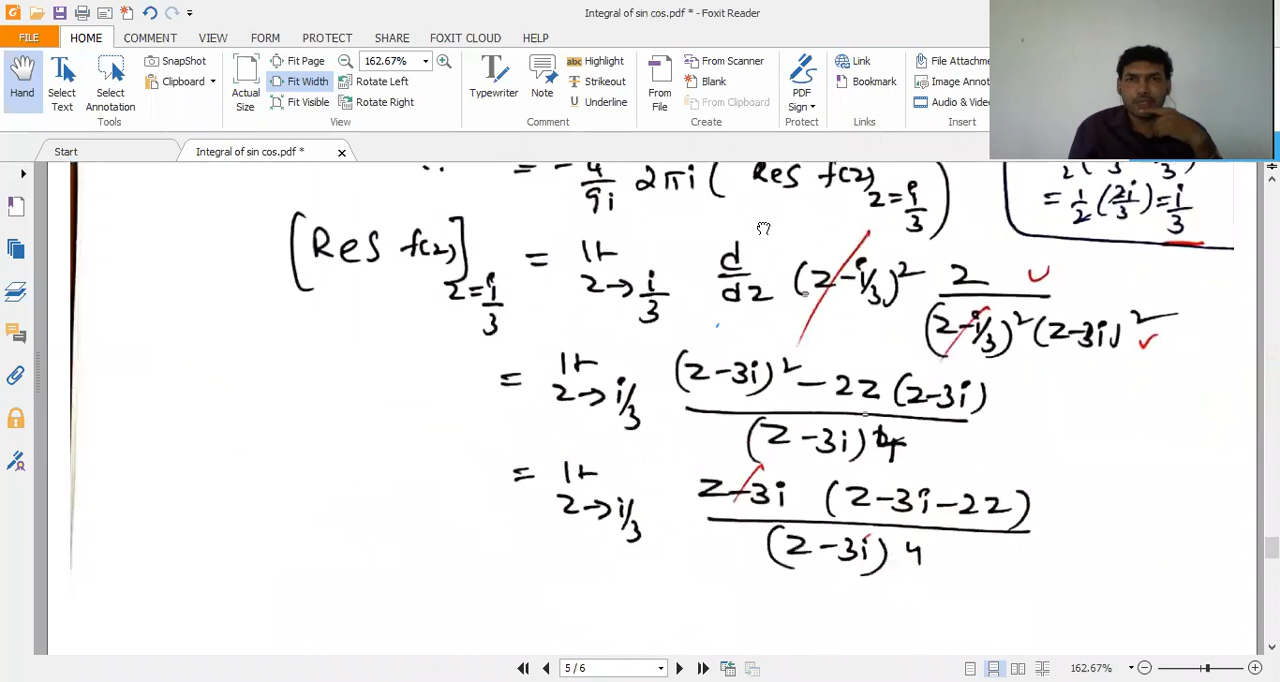 Integral of sin cos.pdf * - Foxit Reader
FILE HOME COMMENT VIEW FORM PROTECT SHARE FOXIT CLOUD HELP
Hand
Select Text
Select Annotation
SnapShot
Clipboard
Tools
Actual Size
Fit Page
Fit Width
Fit Visible
162.67%
Rotate Left
Rotate Right
View
Typewriter
Note
Highlight
Strikeout
Underline
Comment
From File
From Scanner
Blank
From Clipboard
Create
PDF Sign
Protect
Link
Bookmark
Links
File Attachme
Image Annota
Audio & Video
Insert
Start
Integral of sin cos.pdf *
∴ = - 4/9i 2πi ( Res f(z) z=i/3 )
= 1/2 (2i/3) = i/3
[Res f(z)] z=i/3 = lt z→i/3 d/dz (z-i/3)² z/(z-i/3)²(z-3i)²
= lt z→i/3 (z-3i)² - 2z (z-3i) / (z-3i)4
= lt z→i/3 z-3i (z-3i-2z) / (z-3i)4
5 / 6
162.67%